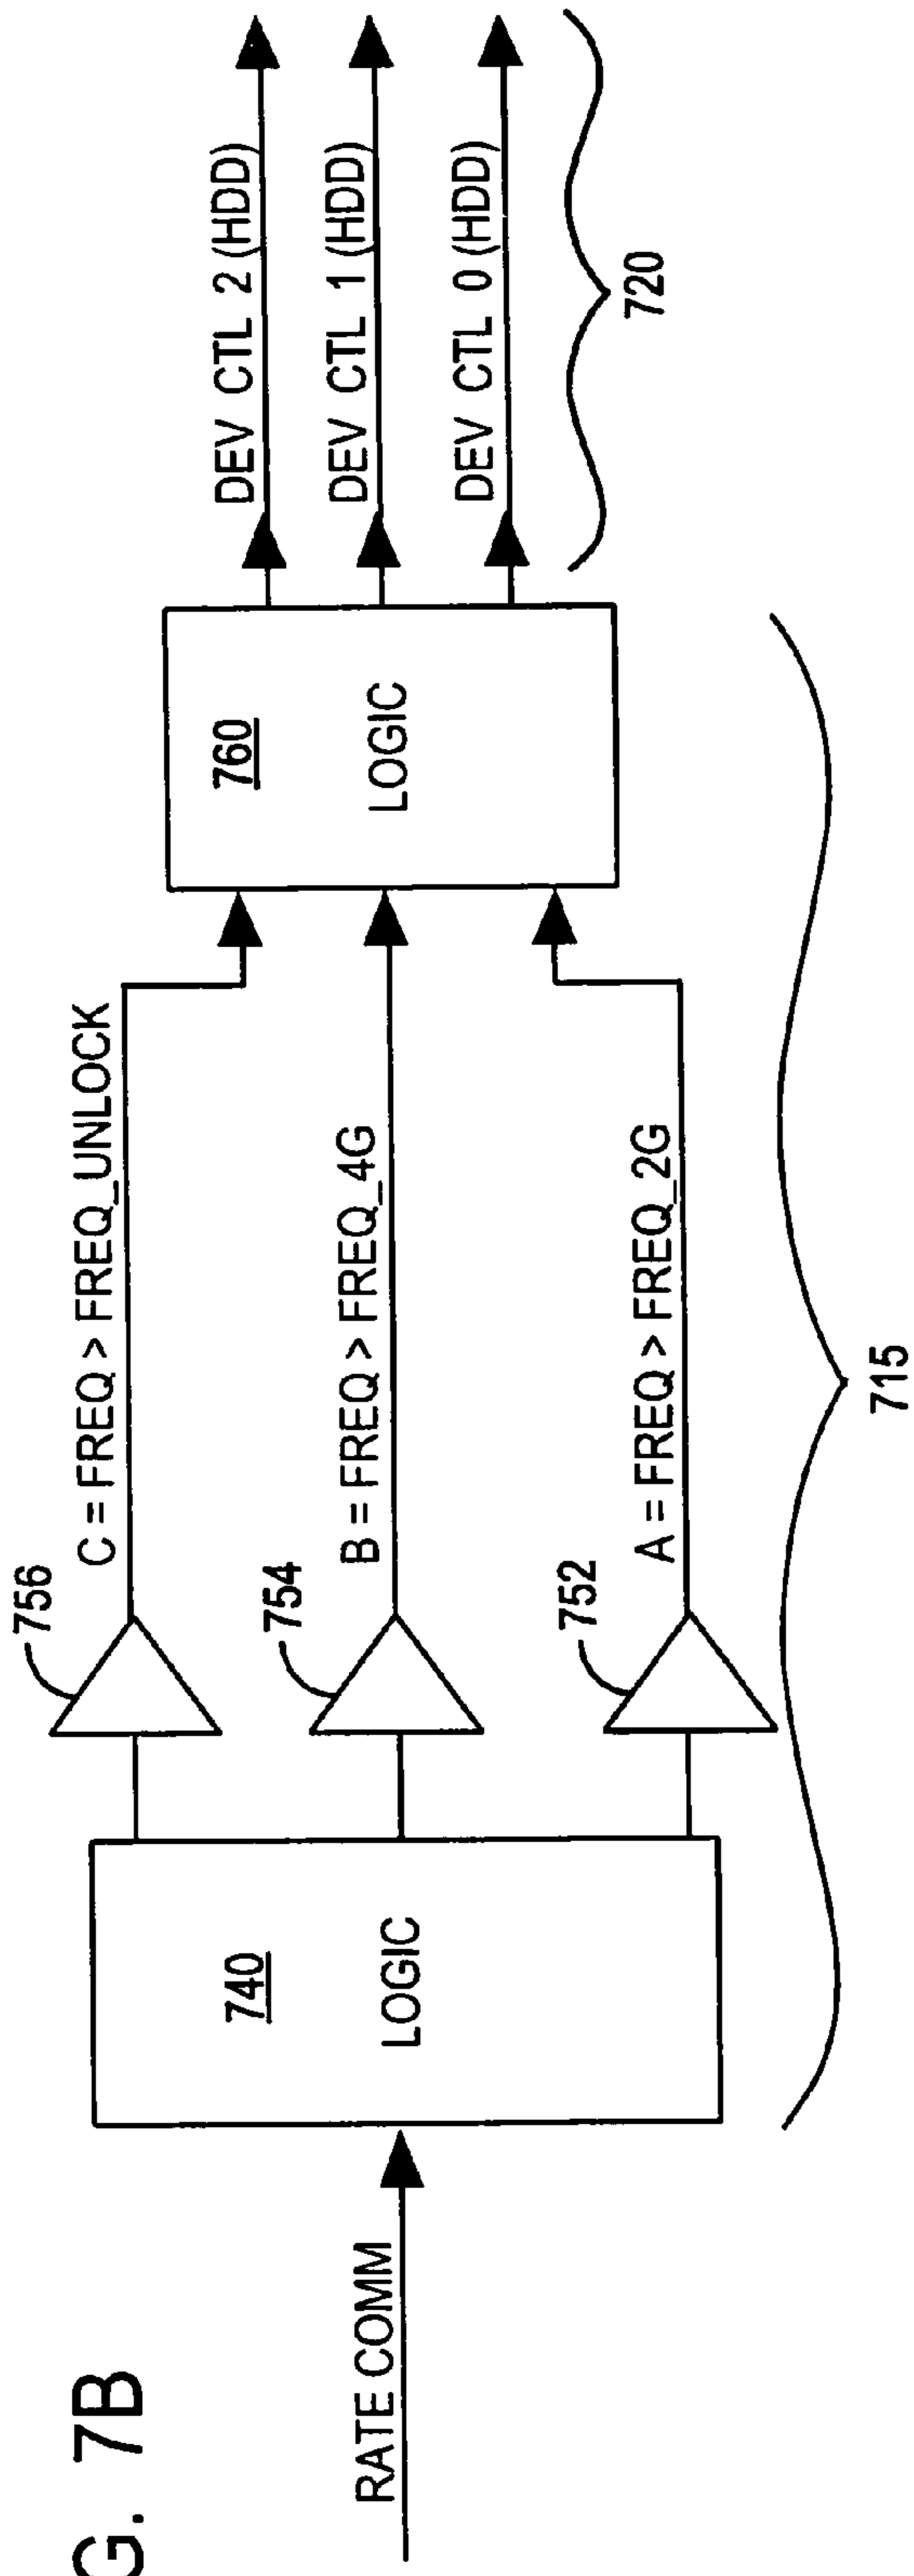 G. 7B
RATE COMM
740
LOGIC
756
C = FREQ > FREQ_UNLOCK
754
B = FREQ > FREQ_4G
752
A = FREQ > FREQ_2G
715
760
LOGIC
DEV CTL 2 (HDD)
DEV CTL 1 (HDD)
DEV CTL 0 (HDD)
720